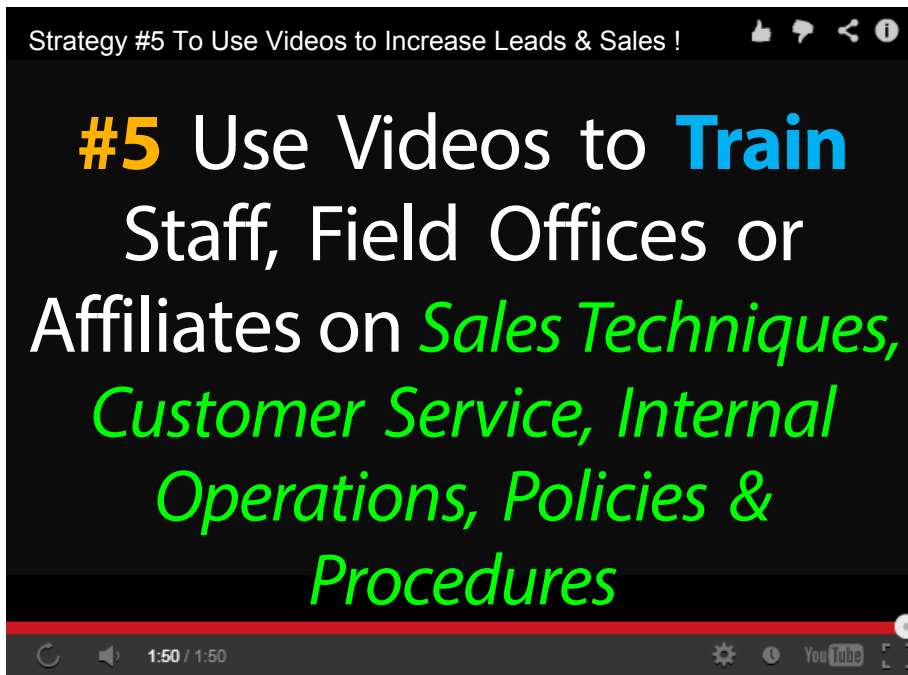 Strategy #5 To Use Videos to Increase Leads & Sales !
#5 Use Videos to Train
Staff, Field Offices or
Affiliates on Sales Techniques,
Customer Service, Internal
Operations, Policies &
Procedures
1:50 / 1:50
YouTube